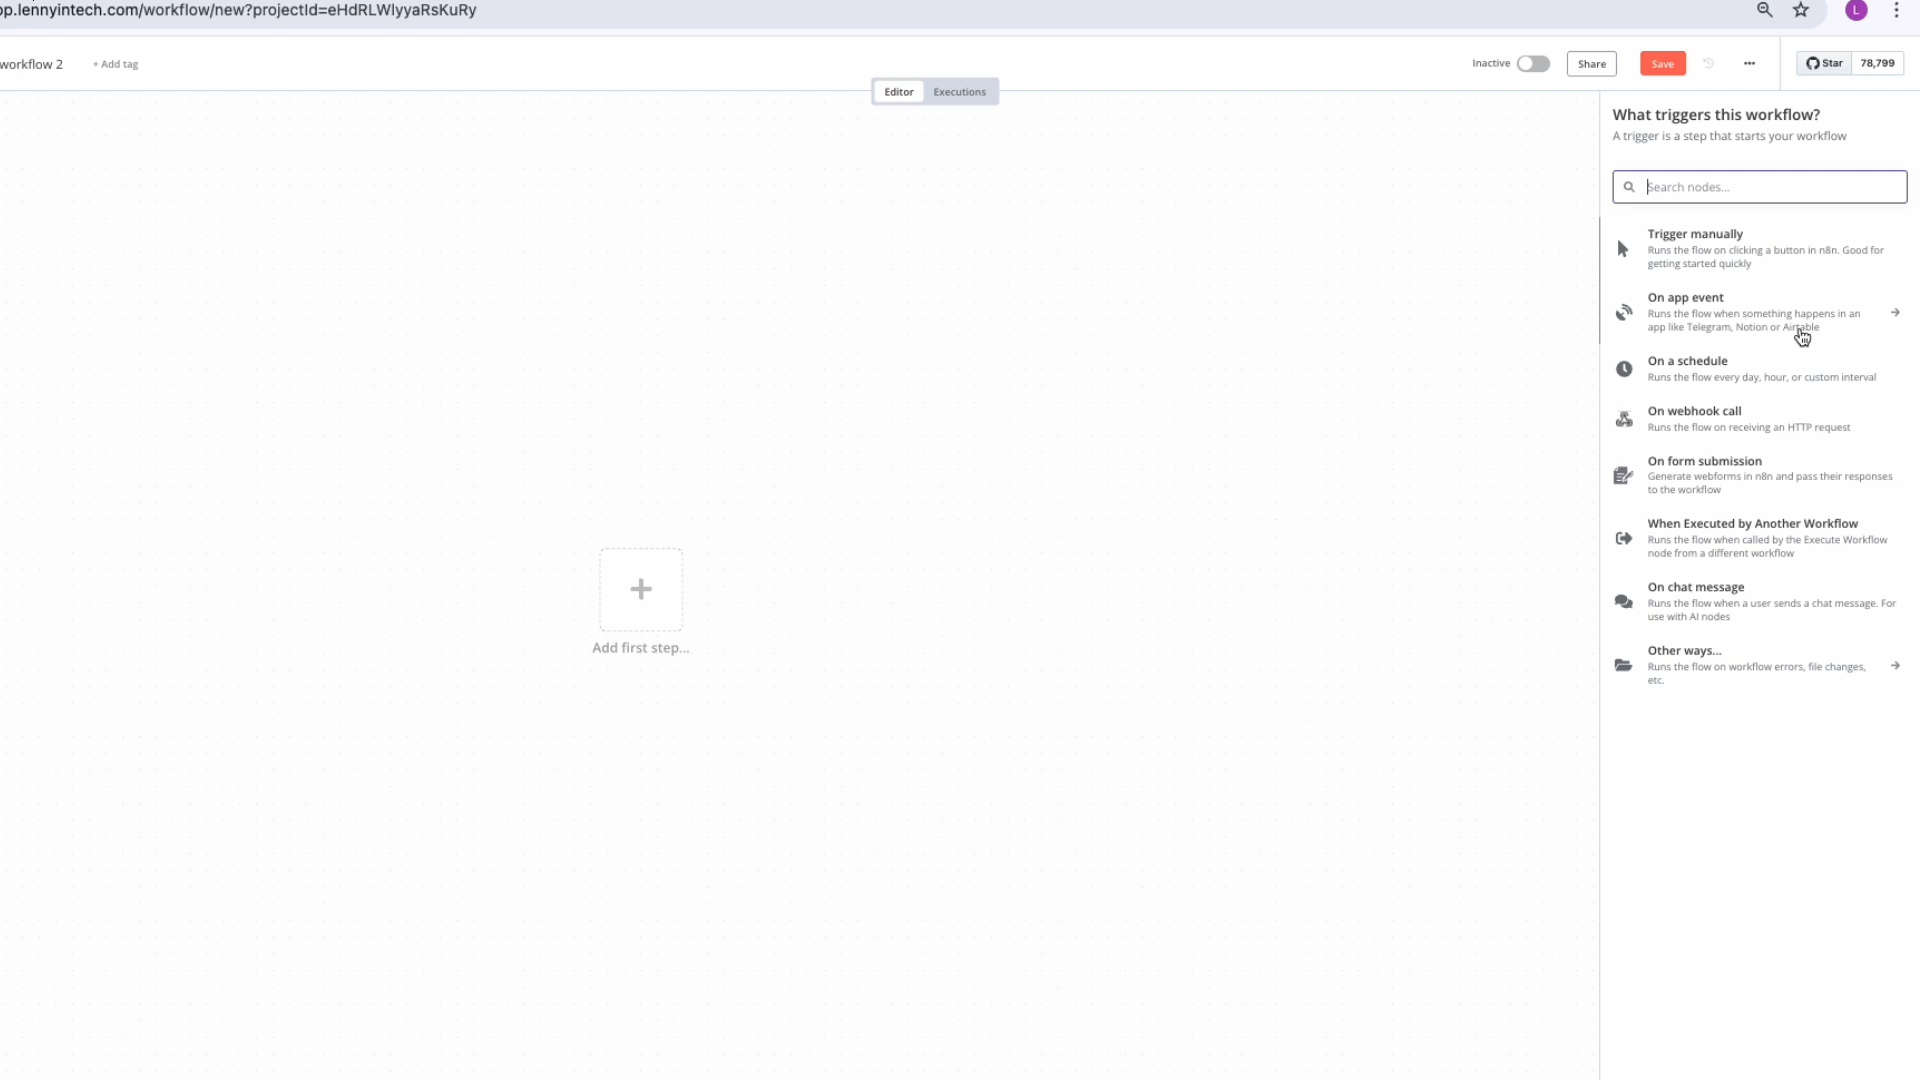 op.lennyintech.com/workflow/new?projectId=eHdRLWlyyaRsKuRy
L
workflow 2
+ Add tag
Inactive
Share
Save
Star
78,799
Editor
Executions
What triggers this workflow?
A trigger is a step that starts your workflow
Search nodes...
Trigger manually
Runs the flow on clicking a button in n8n. Good for
getting started quickly
On app event
Runs the flow when something happens in an
app like Telegram, Notion or Airtable
On a schedule
Runs the flow every day, hour, or custom interval
On webhook call
Runs the flow on receiving an HTTP request
On form submission
Generate webforms in n8n and pass their responses
to the workflow
When Executed by Another Workflow
Runs the flow when called by the Execute Workflow
node from a different workflow
On chat message
Runs the flow when a user sends a chat message. For
use with AI nodes
Other ways...
Runs the flow on workflow errors, file changes,
etc.
Add first step...